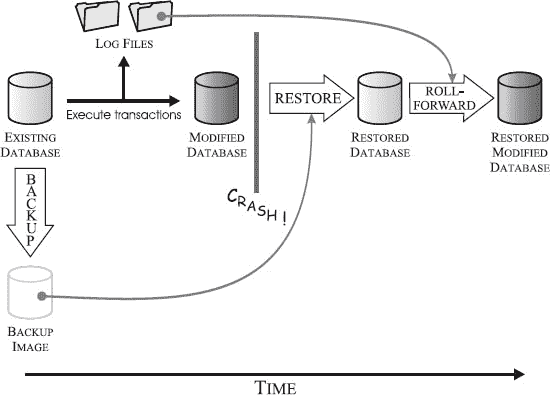 LOG FILES
Execute transactions
EXISTING
DATABASE
MODIFIED
DATABASE
RESTORE
RESTORED
DATABASE
ROLL-
FORWARD
RESTORED
MODIFIED
DATABASE
BACKUP
CRASH!
BACKUP
IMAGE
TIME